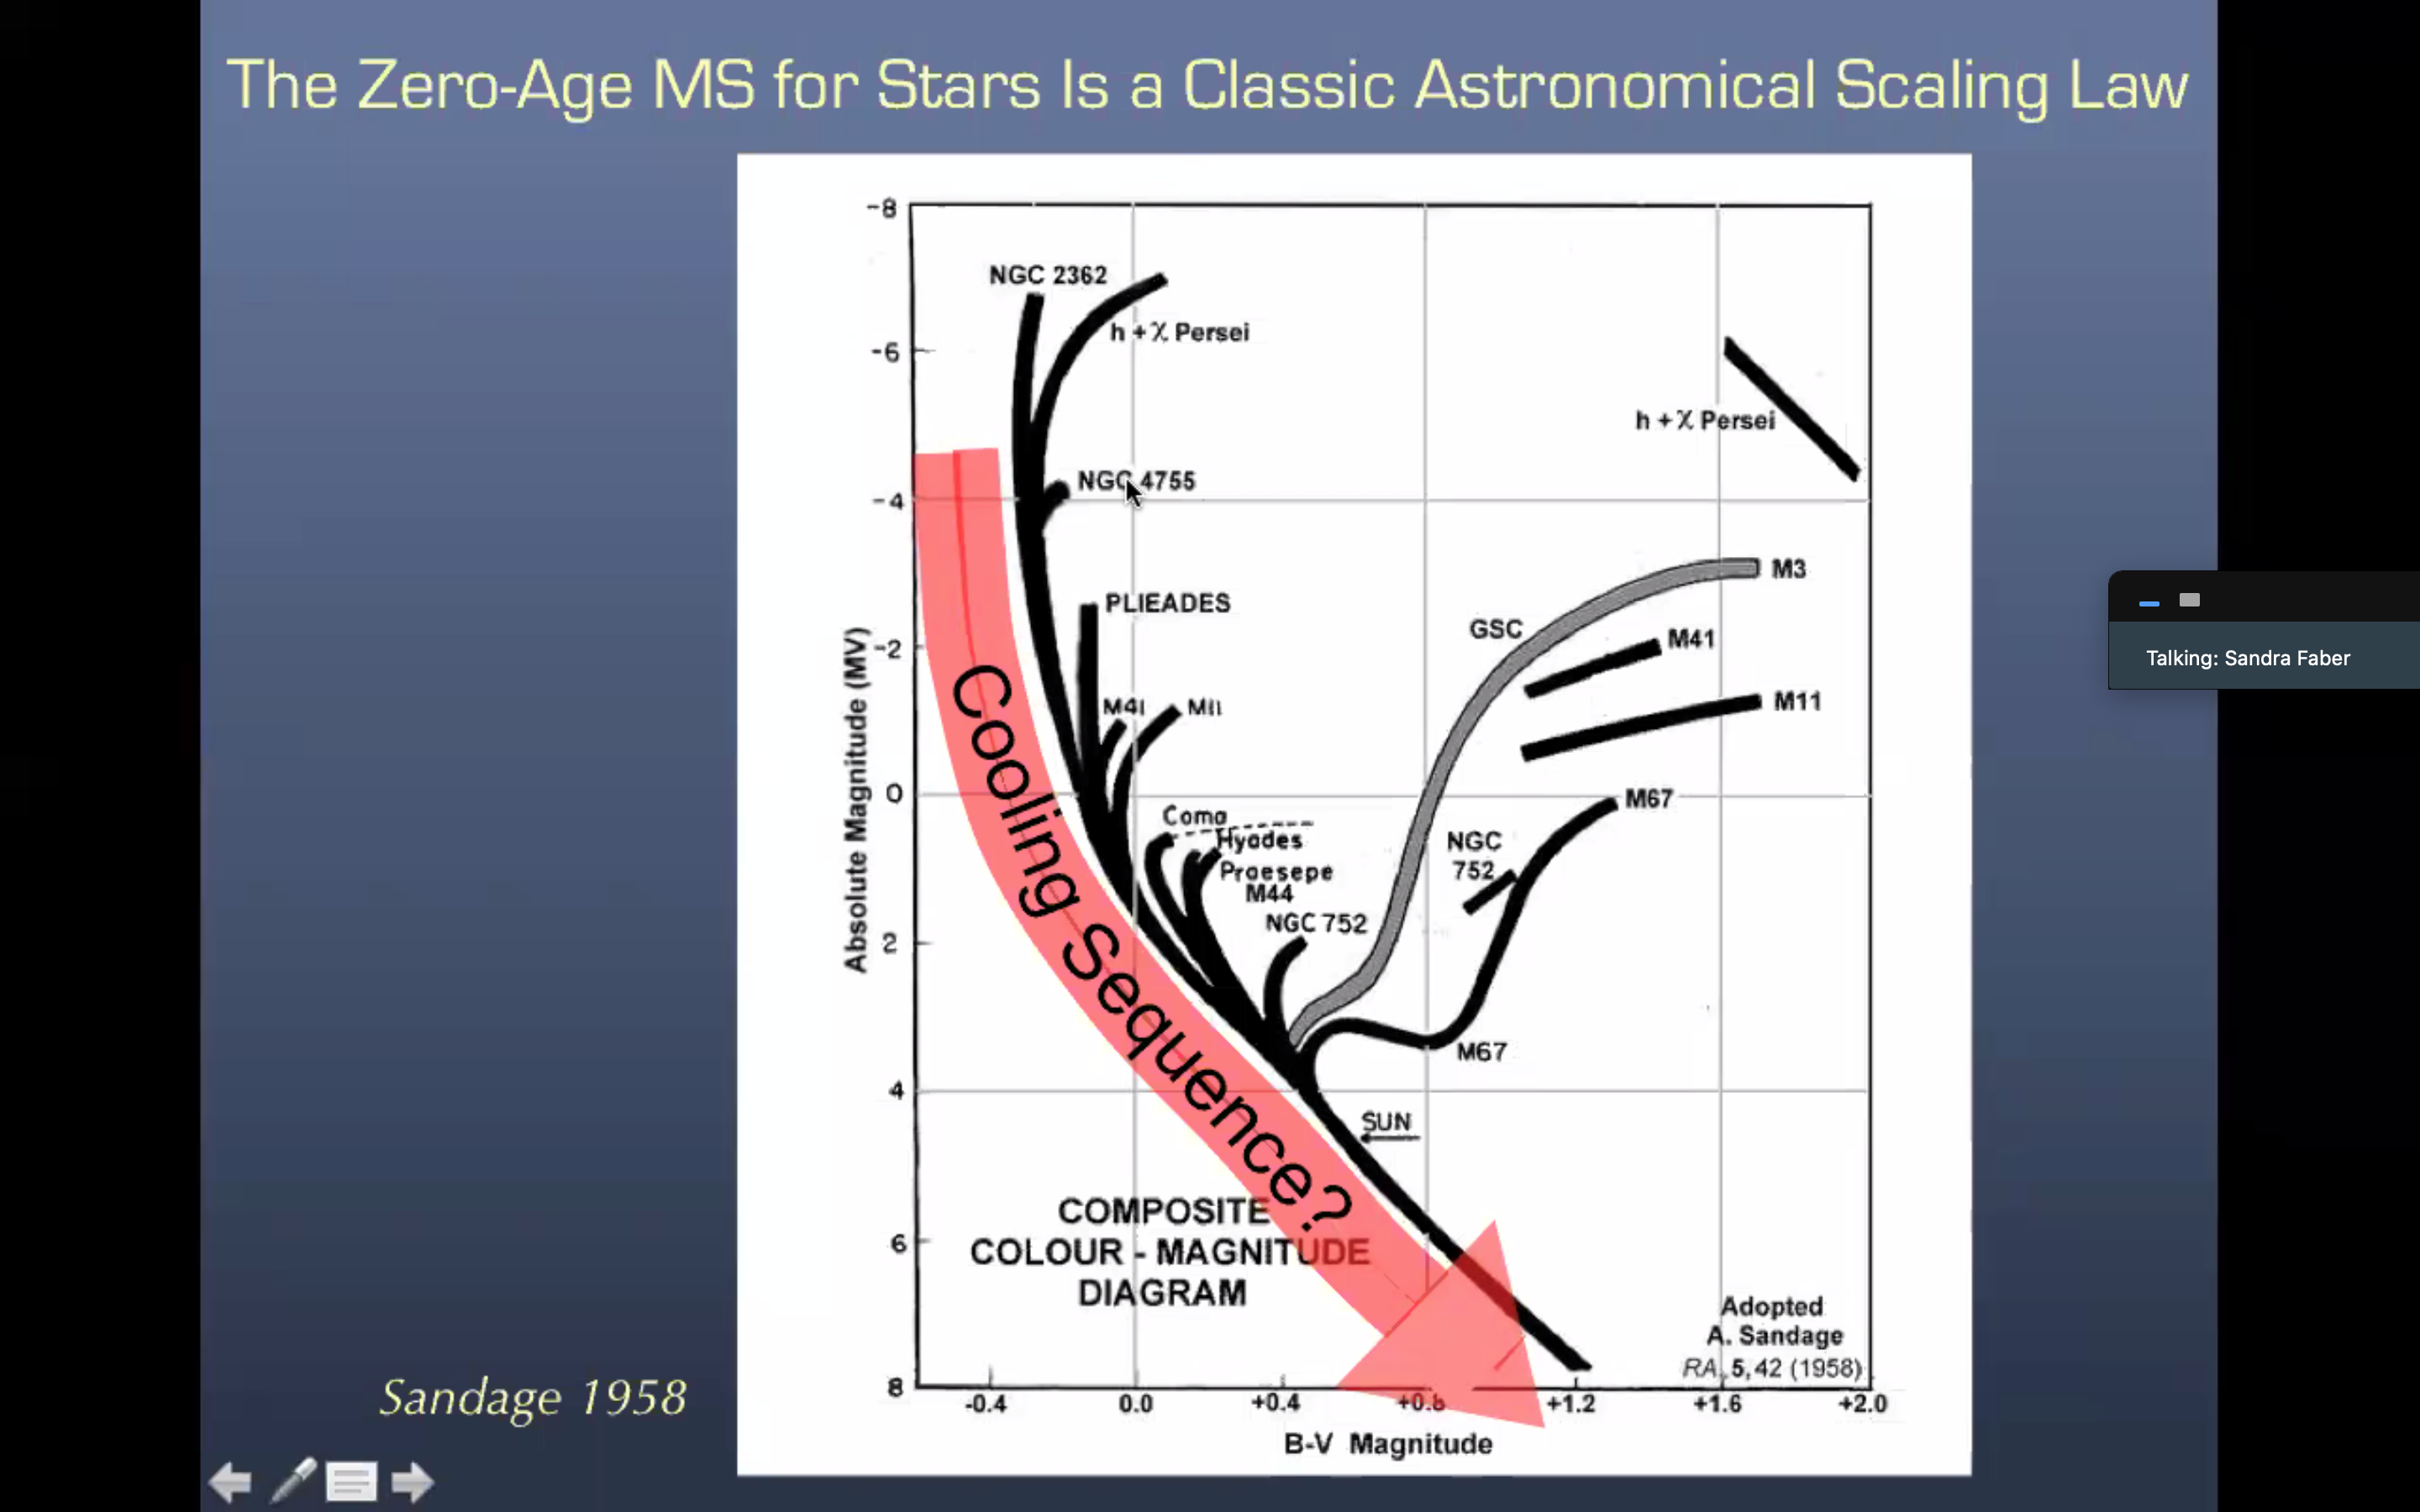 The Zero-Age MS for Stars Is a Classic Astronomical Scaling Law
-8
-6
-4
-2
0
2
4
6
8
Absolute Magnitude (MV)
NGC 2362
h + χ Persei
h + χ Persei
NGC 4755
PLIEADES
M3
GSC
M41
M11
M41
M11
Coma
Hyades
Praesepe
M44
NGC 752
M67
NGC
752
M67
SUN
Cooling Sequence?
COMPOSITE
COLOUR - MAGNITUDE
DIAGRAM
Adopted
A. Sandage
RA, 5, 42 (1958)
-0.4
0.0
+0.4
+1.2
+1.6
+2.0
B-V Magnitude
Sandage 1958
Talking: Sandra Faber